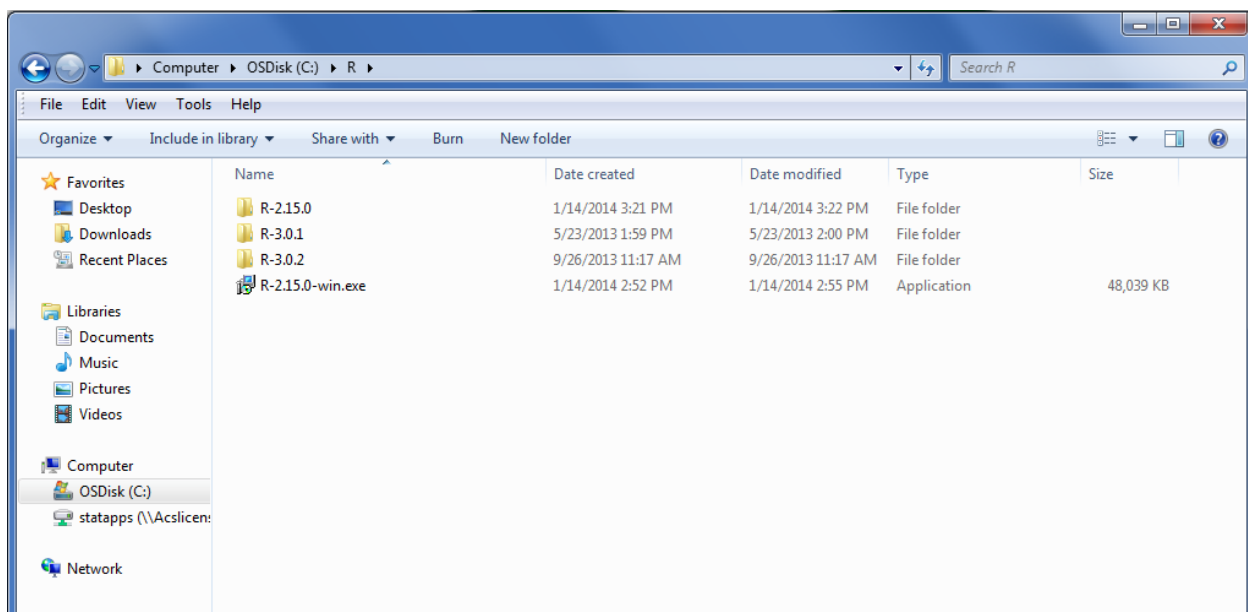 Computer ▸ OSDisk (C:) ▸ R ▸ Search R
File Edit View Tools Help
Organize Include in library Share with Burn New folder
Favorites
Desktop
Downloads
Recent Places
Libraries
Documents
Music
Pictures
Videos
Computer
OSDisk (C:)
statapps (\\Acslicens
Network
Name Date created Date modified Type Size
R-2.15.0 1/14/2014 3:21 PM 1/14/2014 3:22 PM File folder
R-3.0.1 5/23/2013 1:59 PM 5/23/2013 2:00 PM File folder
R-3.0.2 9/26/2013 11:17 AM 9/26/2013 11:17 AM File folder
R-2.15.0-win.exe 1/14/2014 2:52 PM 1/14/2014 2:55 PM Application 48,039 KB